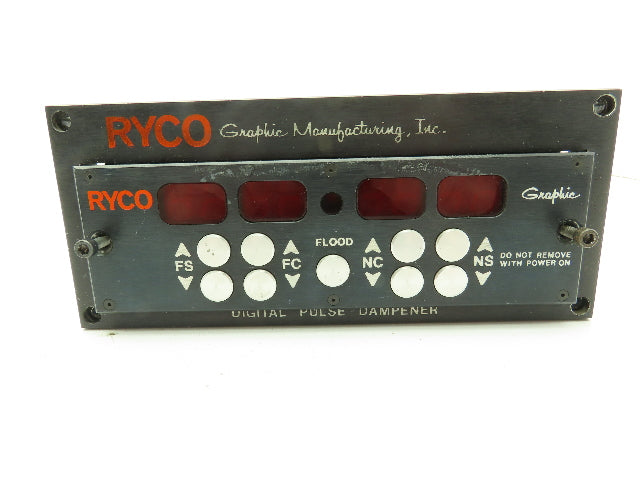 RYCO Graphic Manufacturing, Inc.
RYCO Graphic
FLOOD
FS FC NC NS DO NOT REMOVE
WITH POWER ON
DIGITAL PULSE DAMPENER